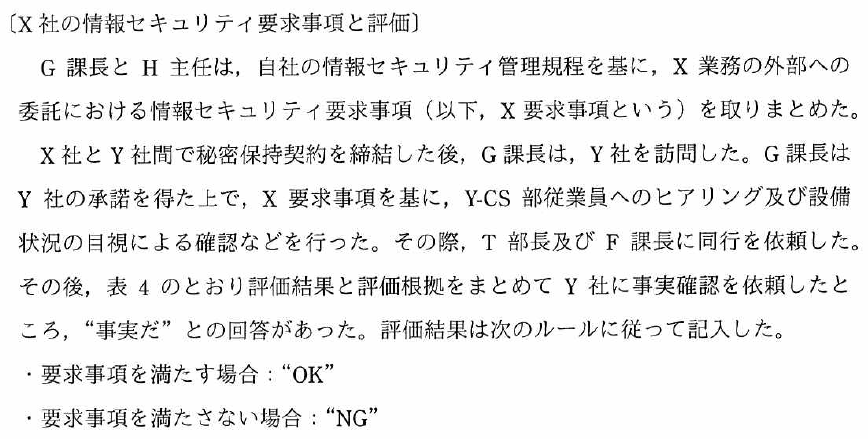 〔X 社の情報セキュリティ要求事項と評価〕
G 課長と H 主任は，自社の情報セキュリティ管理規程を基に，X 業務の外部への
委託における情報セキュリティ要求事項（以下，X 要求事項という）を取りまとめた。
X 社と Y 社間で秘密保持契約を締結した後，G 課長は，Y 社を訪問した。G 課長は
Y 社の承諾を得た上で，X 要求事項を基に，Y-CS 部従業員へのヒアリング及び設備
状況の目視による確認などを行った。その際，T 部長及び F 課長に同行を依頼した。
その後，表 4 のとおり評価結果と評価根拠をまとめて Y 社に事実確認を依頼したと
ころ，“事実だ” との回答があった。評価結果は次のルールに従って記入した。
・要求事項を満たす場合：“OK”
・要求事項を満たさない場合：“NG”